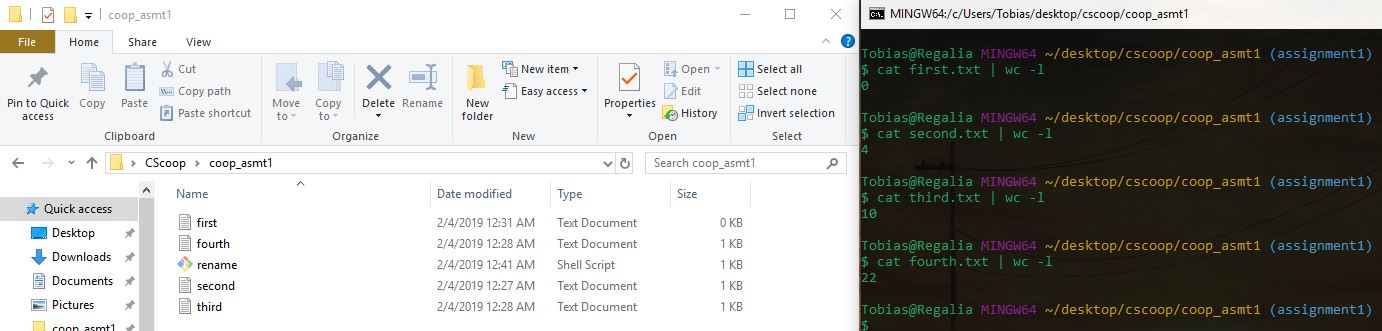 coop_asmt1
File Home Share View
Pin to Quick access
Copy
Paste
Cut
Copy path
Paste shortcut
Clipboard
Move to
Copy to
Delete
Rename
Organize
New folder
New item
Easy access
New
Properties
Open
Edit
History
Open
Select all
Select none
Invert selection
Select
CScoop coop_asmt1
Search coop_asmt1
Quick access
Desktop
Downloads
Documents
Pictures
coop_asmt1
Name Date modified Type Size
first 2/4/2019 12:31 AM Text Document 0 KB
fourth 2/4/2019 12:28 AM Text Document 1 KB
rename 2/4/2019 12:41 AM Shell Script 1 KB
second 2/4/2019 12:27 AM Text Document 1 KB
third 2/4/2019 12:28 AM Text Document 1 KB
MINGW64:/c/Users/Tobias/desktop/cscoop/coop_asmt1
Tobias@Regalia MINGW64 ~/desktop/cscoop/coop_asmt1 (assignment1)
$ cat first.txt | wc -l
0
Tobias@Regalia MINGW64 ~/desktop/cscoop/coop_asmt1 (assignment1)
$ cat second.txt | wc -l
4
Tobias@Regalia MINGW64 ~/desktop/cscoop/coop_asmt1 (assignment1)
$ cat third.txt | wc -l
10
Tobias@Regalia MINGW64 ~/desktop/cscoop/coop_asmt1 (assignment1)
$ cat fourth.txt | wc -l
22
Tobias@Regalia MINGW64 ~/desktop/cscoop/coop_asmt1 (assignment1)
$